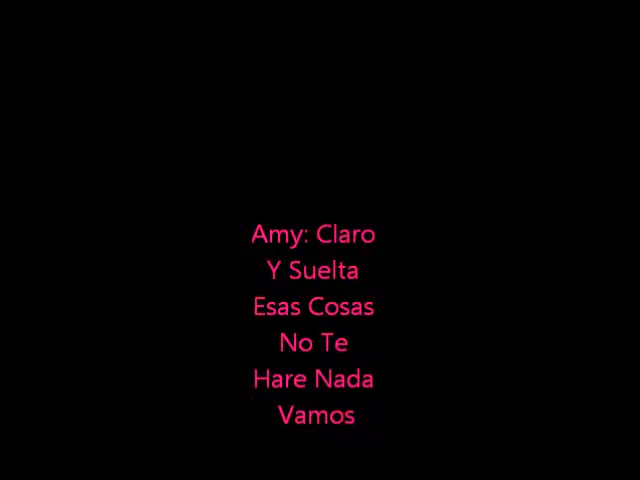 Amy: Claro
Y Suelta
Esas Cosas
No Te
Hare Nada
Vamos